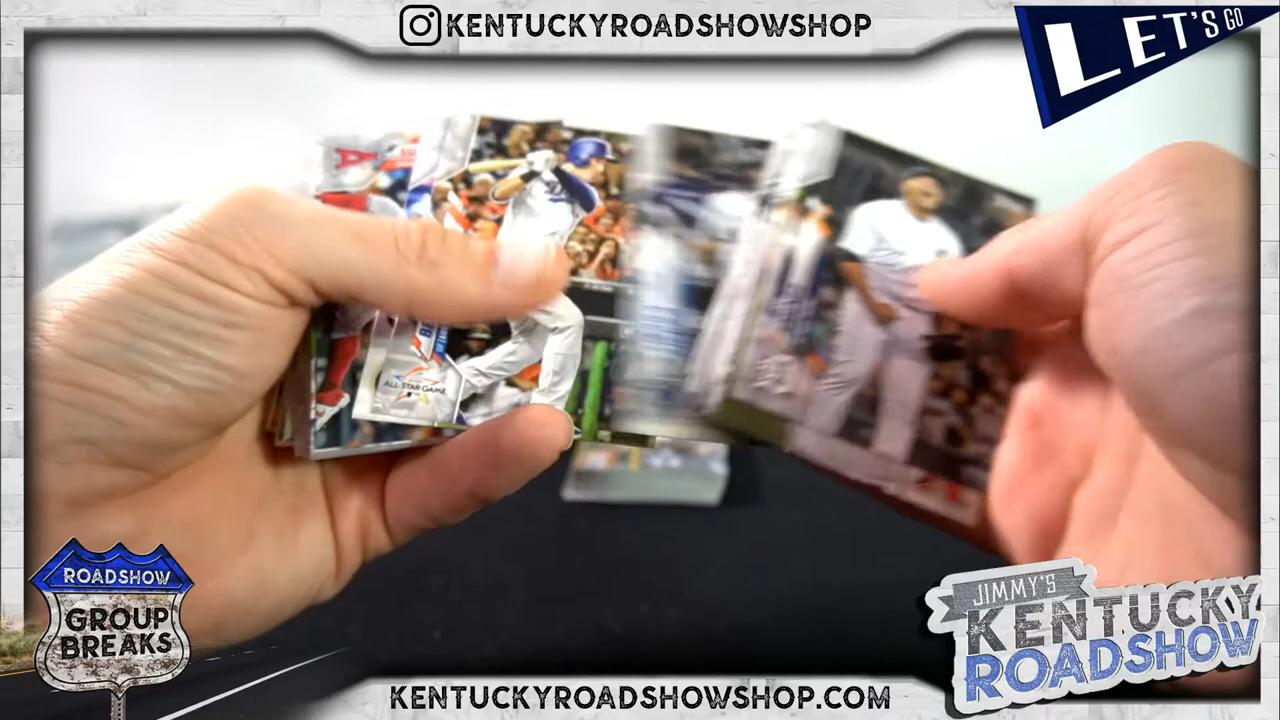 KENTUCKYROADSHOWSHOP
LET'S GO
A
ALL-STAR GAME
ROADSHOW
GROUP
BREAKS
JIMMY'S
KENTUCKY
ROADSHOW
KENTUCKYROADSHOWSHOP.COM